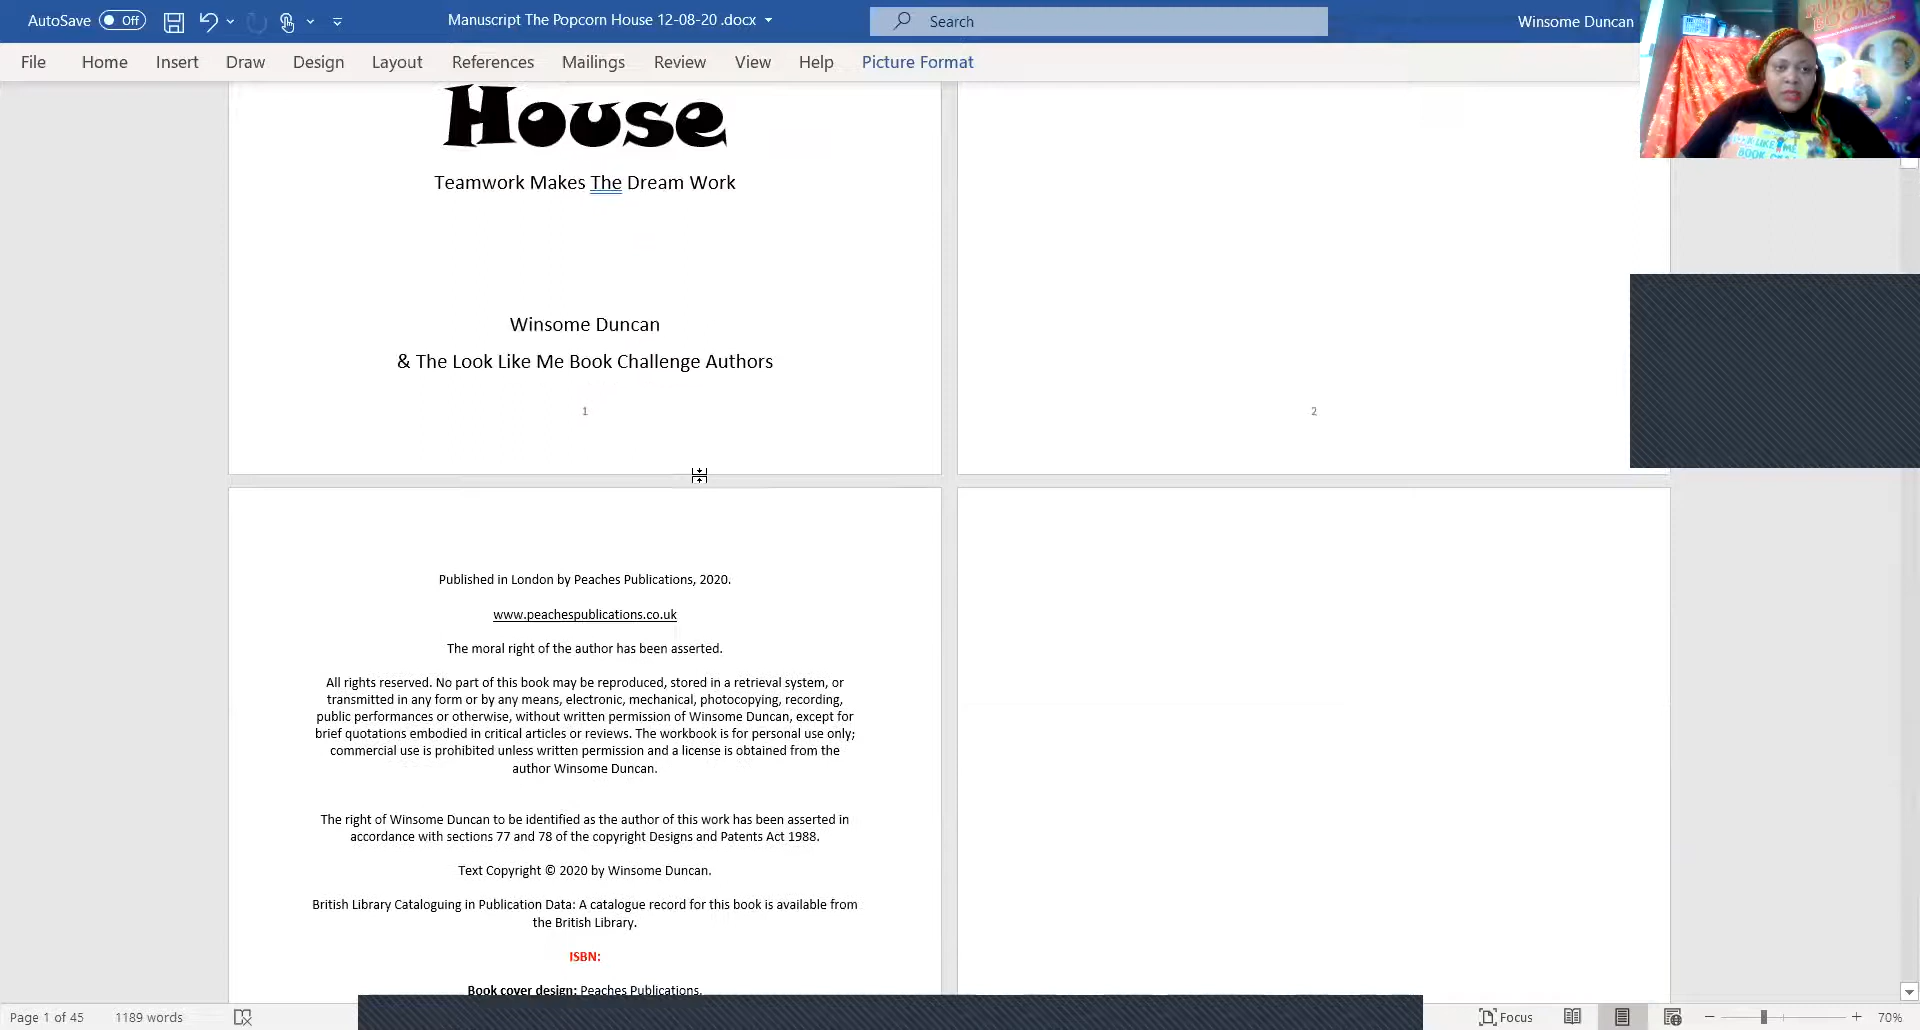 AutoSave Off
Manuscript The Popcorn House 12-08-20 .docx
Search
Winsome Duncan
File Home Insert Draw Design Layout References Mailings Review View Help Picture Format
House
Teamwork Makes The Dream Work
Winsome Duncan
& The Look Like Me Book Challenge Authors
1
2
Published in London by Peaches Publications, 2020.
www.peachespublications.co.uk
The moral right of the author has been asserted.
All rights reserved. No part of this book may be reproduced, stored in a retrieval system, or
transmitted in any form or by any means, electronic, mechanical, photocopying, recording,
public performances or otherwise, without written permission of Winsome Duncan, except for
brief quotations embodied in critical articles or reviews. The workbook is for personal use only;
commercial use is prohibited unless written permission and a license is obtained from the
author Winsome Duncan.
The right of Winsome Duncan to be identified as the author of this work has been asserted in
accordance with sections 77 and 78 of the copyright Designs and Patents Act 1988.
Text Copyright © 2020 by Winsome Duncan.
British Library Cataloguing in Publication Data: A catalogue record for this book is available from
the British Library.
ISBN:
Book cover design: Peaches Publications.
Page 1 of 45
1189 words
Focus
70%